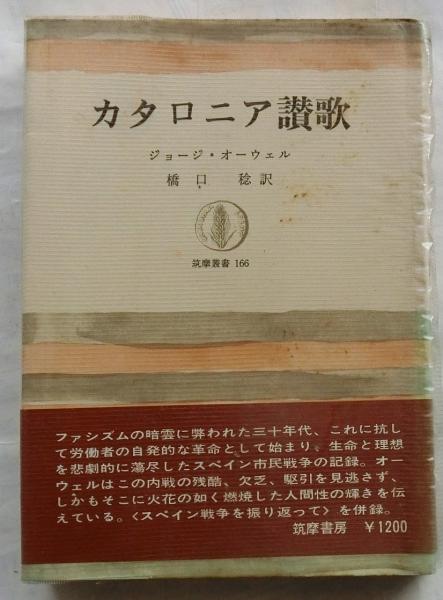 カタロニア讃歌
ジョージ・オーウェル
橋口 稔訳
筑摩叢書 166
ファシズムの暗雲に弊われた三十年代、これに抗し
て労働者の自発的な革命として始まり、生命と理想
を悲劇的に蕩尽したスペイン市民戦争の記録。オー
ウェルはこの内戦の残酷、欠乏、駆引を見逃さず、
しかもそこに火花の如く燃焼した人間性の輝きを伝
えている。〈スペイン戦争を振り返って〉を併録。
筑摩書房 ￥1200